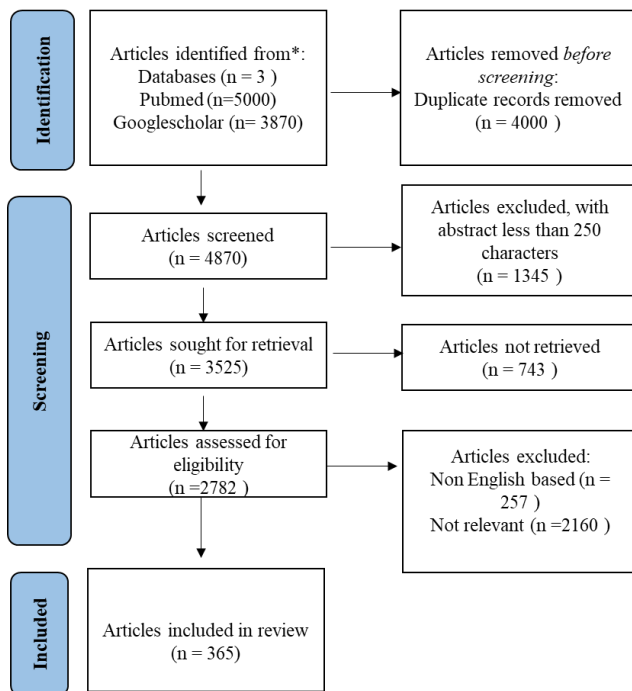 Identification
Articles identified from*:
Databases (n = 3 )
Pubmed (n=5000)
Googlescholar (n= 3870)
Articles removed before
screening:
Duplicate records removed
(n = 4000 )
Screening
Articles screened
(n = 4870)
Articles excluded, with
abstract less than 250
characters
(n = 1345 )
Articles sought for retrieval
(n = 3525)
Articles not retrieved
(n = 743 )
Articles assessed for
eligibility
(n =2782 )
Articles excluded:
Non English based (n =
257 )
Not relevant (n =2160 )
Included
Articles included in review
(n = 365)